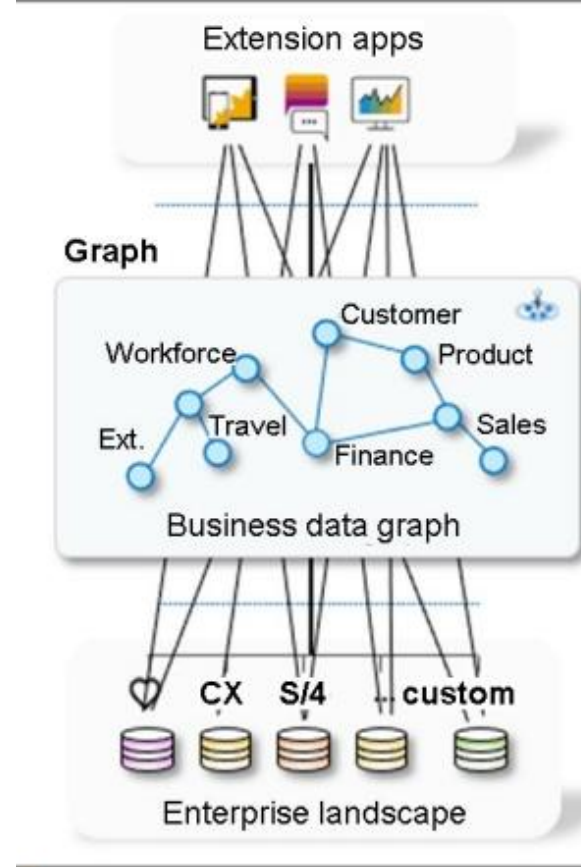 Extension apps
Graph
Customer
Workforce
Product
Ext.
Travel
Sales
Finance
Business data graph
CX S/4 ... custom
Enterprise landscape